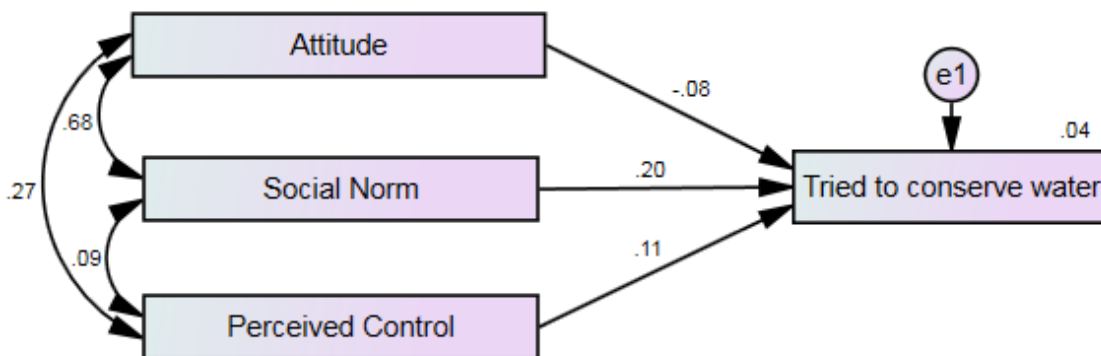 Attitude
e1
-.08
.04
.68
Social Norm
.20
Tried to conserve water
.27
.09
.11
Perceived Control